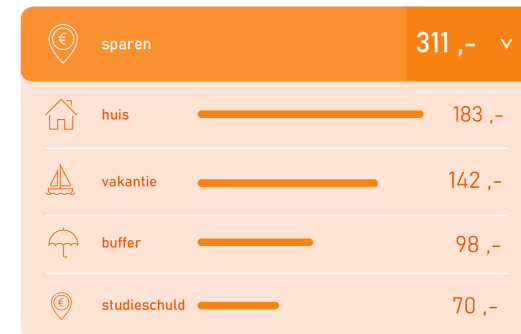 € sparen 311 ,-
huis 183 ,-
vakantie 142 ,-
buffer 98 ,-
€ studieschuld 70 ,-